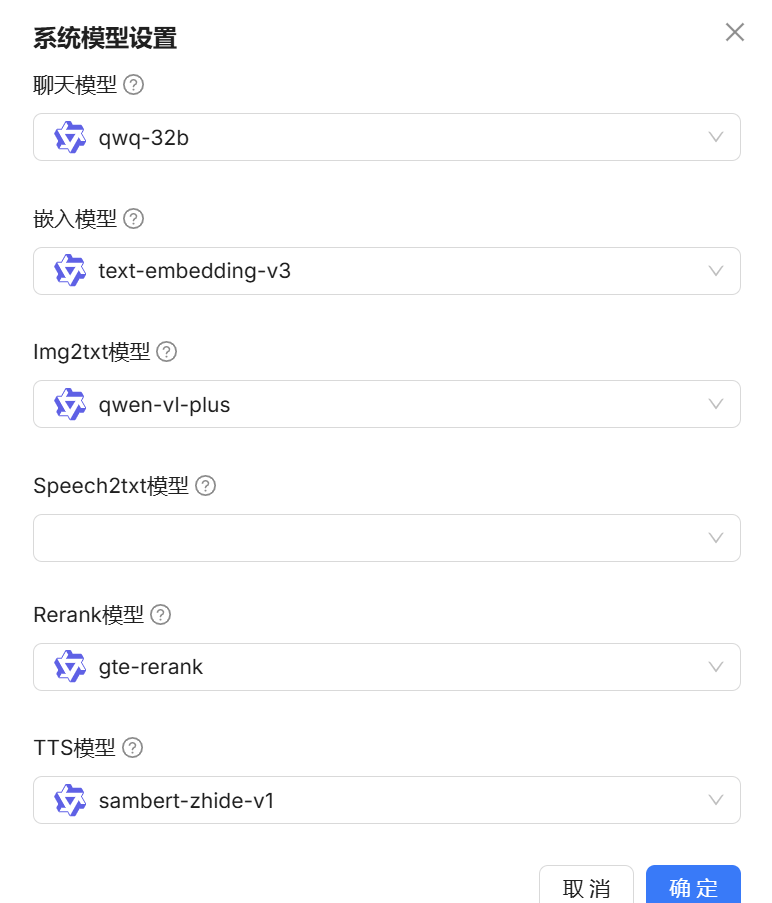 系统模型设置
聊天模型
qwq-32b
嵌入模型
text-embedding-v3
Img2txt模型
qwen-vl-plus
Speech2txt模型
Rerank模型
gte-rerank
TTS模型
sambert-zhide-v1
取消 确定